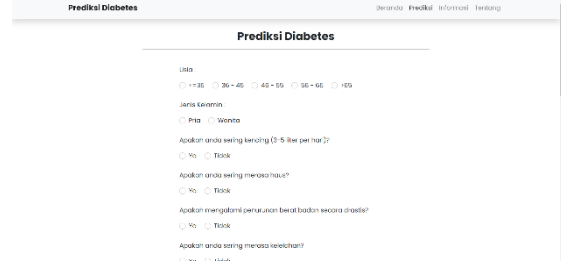 Prediksi Diabetes
Beranda Prediksi Informasi Tentang
Prediksi Diabetes
Usia
<=35 36 - 45 46 - 55 56 - 65 >65
Jenis Kelamin :
Pria Wanita
Apakah anda sering kencing (3-5 liter per hari)?
Ya Tidak
Apakah anda sering merasa haus?
Ya Tidak
Apakah mengalami penurunan berat badan secara drastis?
Ya Tidak
Apakah anda sering merasa kelelahan?
Ya Tidak